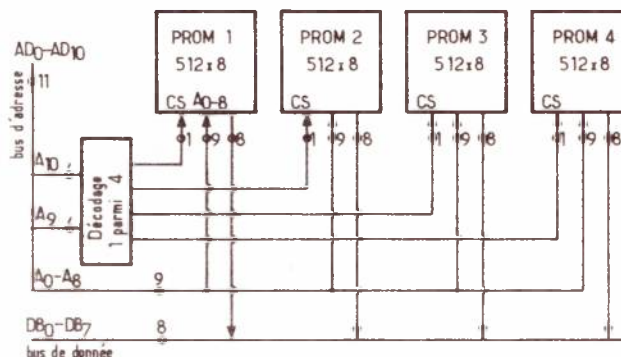 AD0-AD10
11
bus d'adresse
PROM 1
512x8
CS A0-8
1 9 8
PROM 2
512x8
CS
1 9 8
PROM 3
512x8
CS
1 9 8
PROM 4
512x8
CS
1 9 8
A10
A9
Décodage
1 parmi 4
A0-A8
9
DB0-DB7
8
bus de donnée